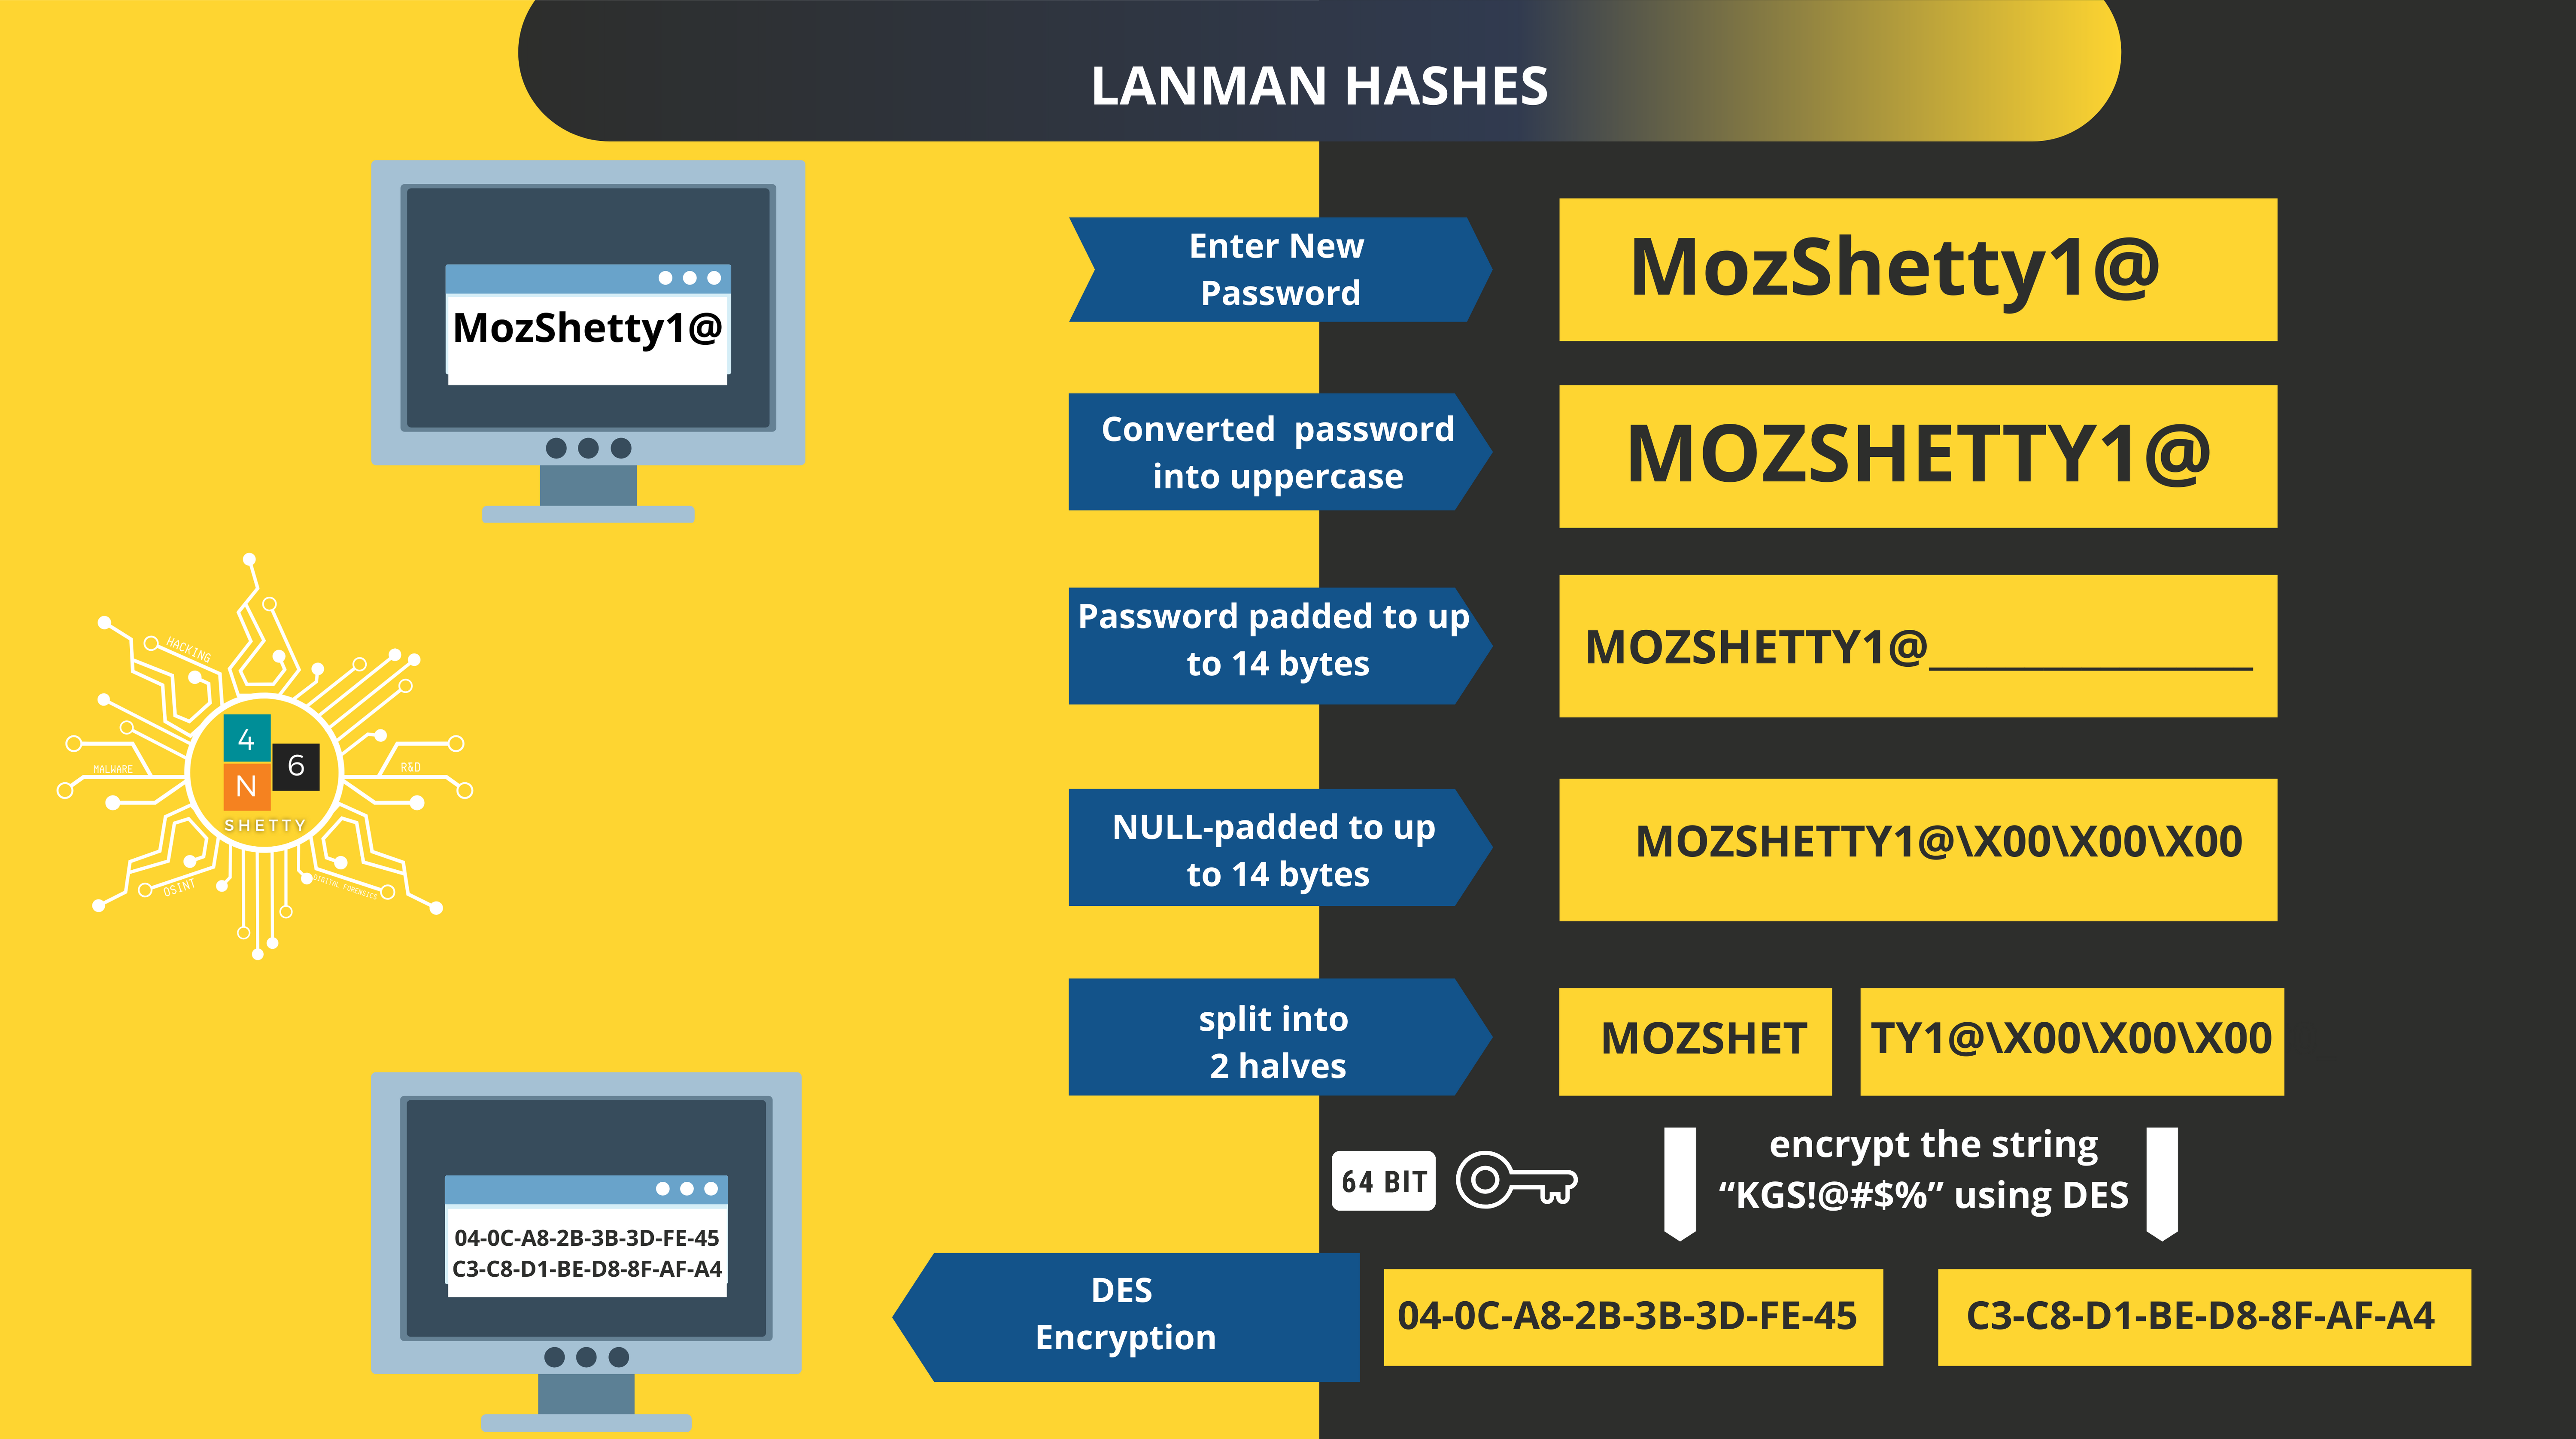 LANMAN HASHES
MozShetty1@
Enter New
Password
MozShetty1@
Converted  password
into uppercase
MOZSHETTY1@
Password padded to up
to 14 bytes
MOZSHETTY1@______________
NULL-padded to up
to 14 bytes
MOZSHETTY1@\X00\X00\X00
split into
2 halves
MOZSHET
TY1@\X00\X00\X00
64 BIT
encrypt the string
“KGS!@#$%” using DES
DES
Encryption
04-0C-A8-2B-3B-3D-FE-45
C3-C8-D1-BE-D8-8F-AF-A4
04-0C-A8-2B-3B-3D-FE-45
C3-C8-D1-BE-D8-8F-AF-A4
HACKING
MALWARE
R&D
4
N
6
SHETTY
OSINT
DIGITAL FORENSICS